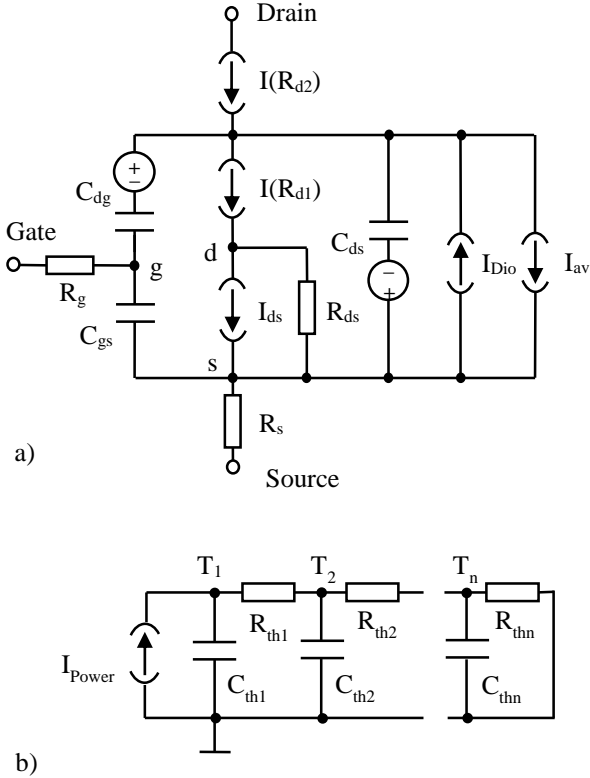 Drain
I(Rd2)
+
−
Cdg
I(Rd1)
Gate
g
d
Cds
−
+
IDio
Iav
Rg
Cgs
Ids
Rds
s
Rs
a)
Source
T1
T2
Tn
Rth1
Rth2
Rthn
IPower
Cth1
Cth2
Cthn
b)